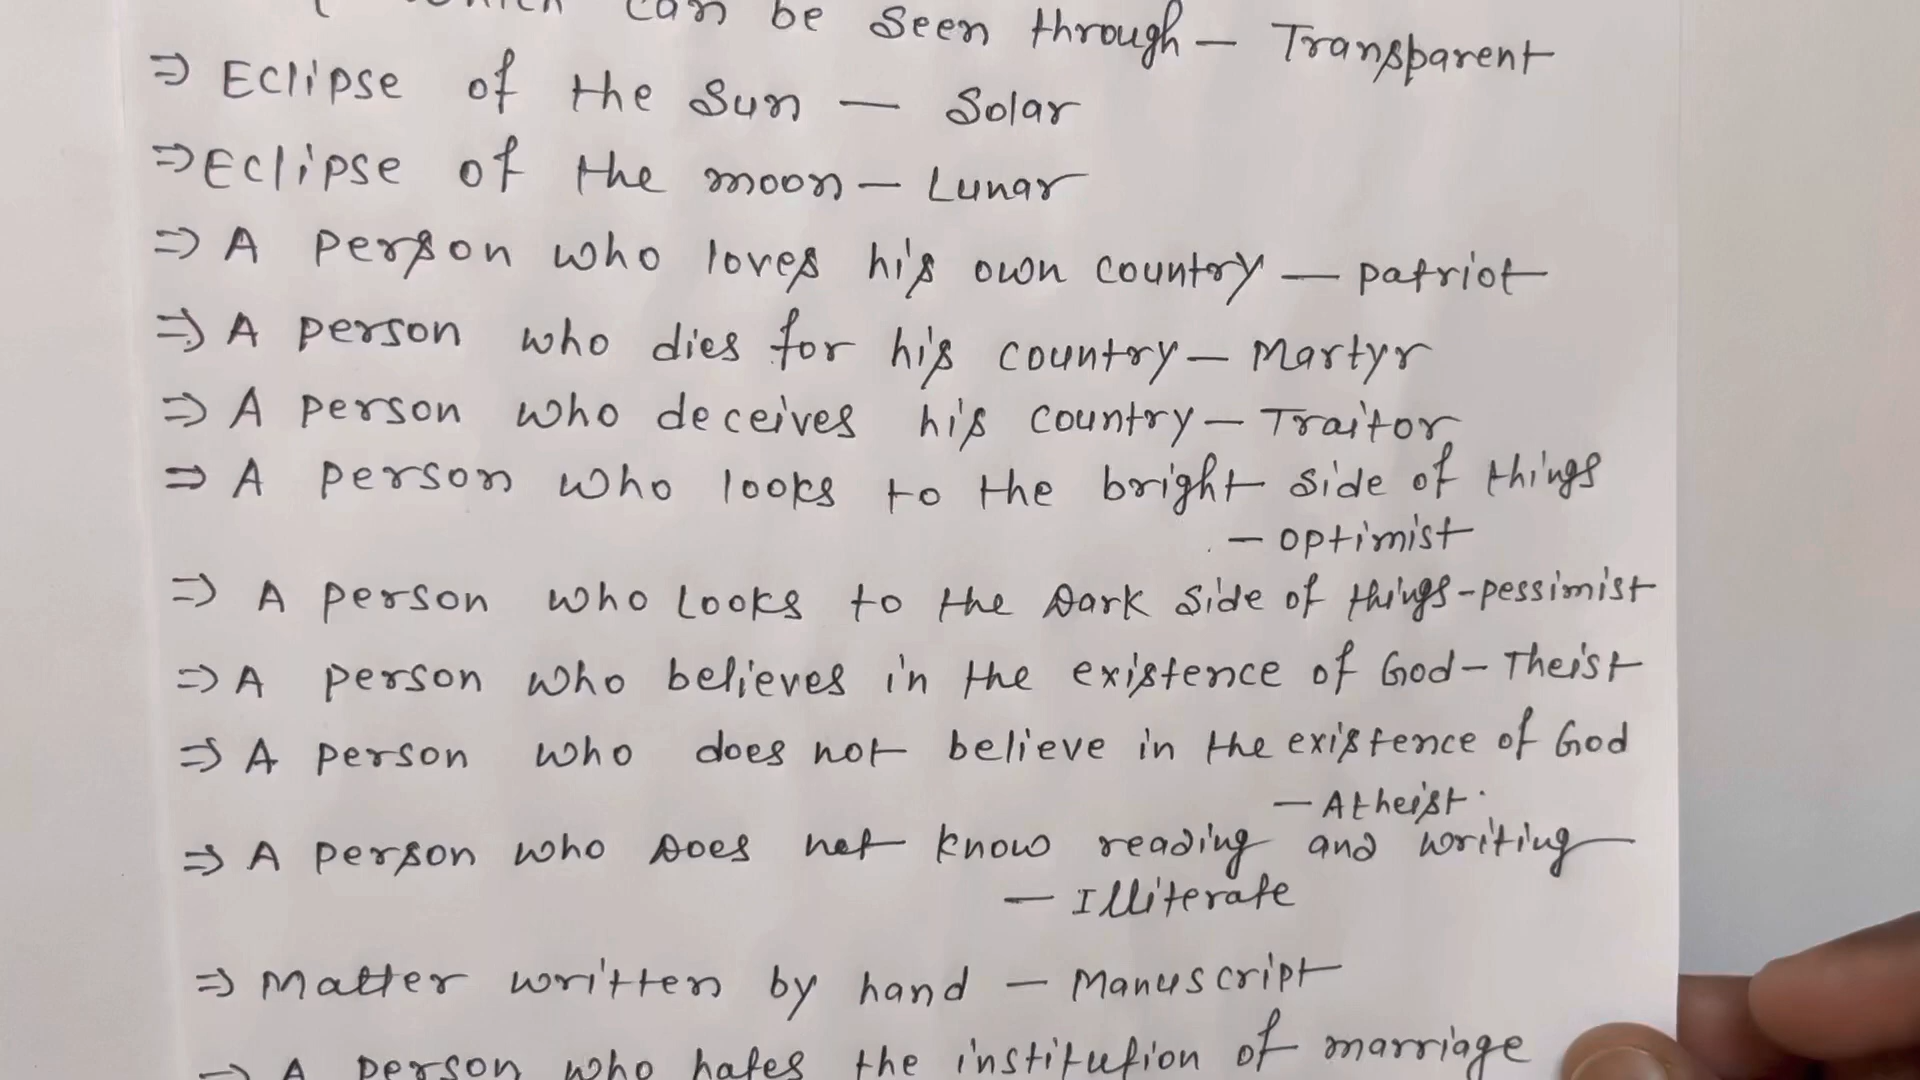 which can be seen through — Transparent
⇒ Eclipse of the Sun — Solar
⇒ Eclipse of the moon — Lunar
⇒ A person who loves his own country — patriot
⇒ A person who dies for his country — Martyr
⇒ A person who deceives his country — Traitor
⇒ A person who looks to the bright side of things
— optimist
⇒ A person who Looks to the Dark side of things - pessimist
⇒ A person who believes in the existence of God — Theist
⇒ A person who does not believe in the existence of God
— Atheist
⇒ A person who Does not know reading and writing
— Illiterate
⇒ Matter written by hand — Manuscript
⇒ A person who hates the institution of marriage